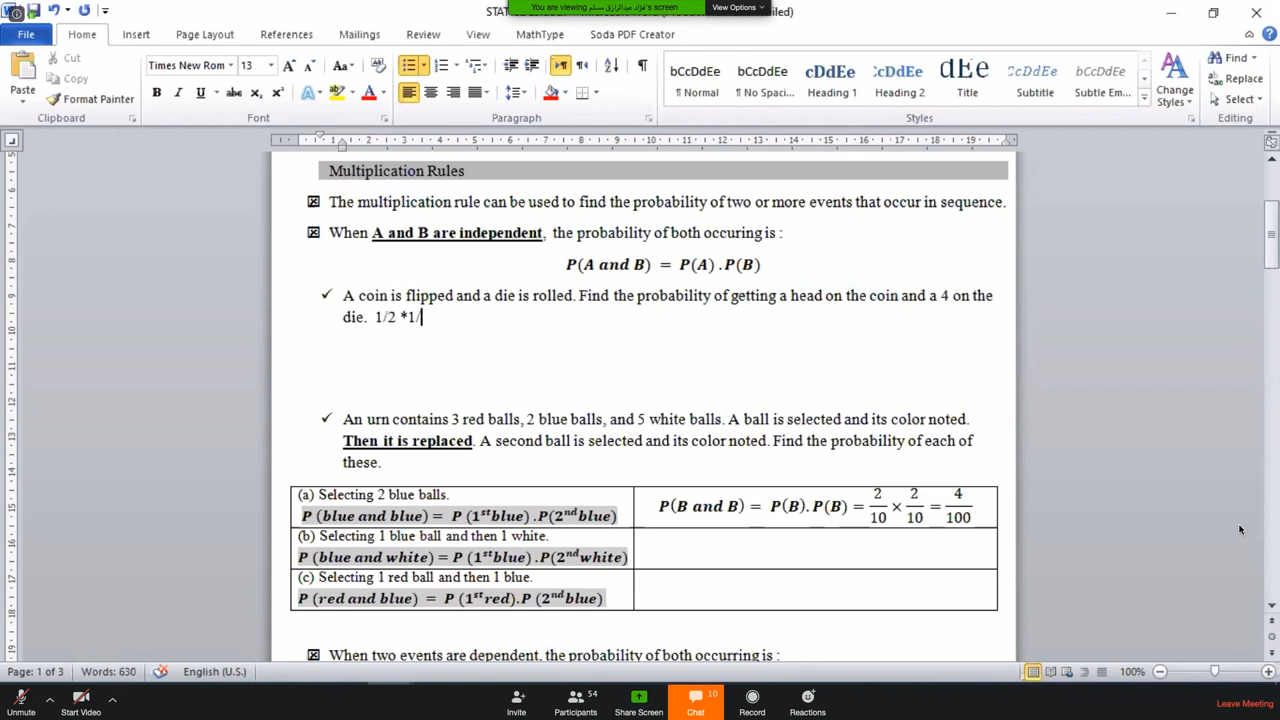 You are viewing فؤاد عبدالرازق مسلم's screen
View Options
File
Home
Insert
Page Layout
References
Mailings
Review
View
MathType
Soda PDF Creator
Cut
Copy
Format Painter
Paste
Times New Rom
13
AaBbCcDdEe
Clipboard
Font
Paragraph
Normal
No Spaci...
Heading 1
Heading 2
Title
Subtitle
Subtle Em...
Change Styles
Styles
Find
Replace
Select
Editing
Multiplication Rules
The multiplication rule can be used to find the probability of two or more events that occur in sequence.
When A and B are independent, the probability of both occuring is :
P(A and B) = P(A) .P(B)
A coin is flipped and a die is rolled. Find the probability of getting a head on the coin and a 4 on the
die. 1/2 *1/
An urn contains 3 red balls, 2 blue balls, and 5 white balls. A ball is selected and its color noted.
Then it is replaced. A second ball is selected and its color noted. Find the probability of each of
these.
(a) Selecting 2 blue balls.
P (blue and blue) = P (1st blue) .P(2nd blue)
P(B and B) = P(B). P(B) = 2/10 × 2/10 = 4/100
(b) Selecting 1 blue ball and then 1 white.
P (blue and white) = P (1st blue) .P(2nd white)
(c) Selecting 1 red ball and then 1 blue.
P (red and blue) = P (1st red). P (2nd blue)
When two events are dependent, the probability of both occurring is :
Page: 1 of 3
Words: 630
English (U.S.)
100%
Unmute
Start Video
Invite
Participants
54
Share Screen
Chat
10
Record
Reactions
Leave Meeting